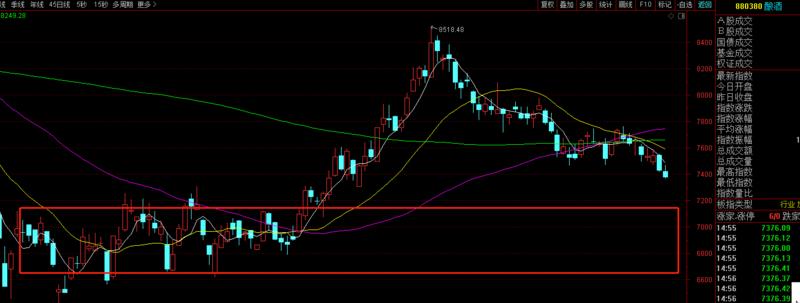 线 季线 年线 45日线 5秒 15秒 多周期 更多>
复权 叠加 多股 统计 画线 F10 标记 -自选 返回
880380 酿酒
8249.28
8518.48
8400
8200
8000
7800
7600
7400
7200
7000
6800
6600
A股成交
B股成交
国债成交
基金成交
权证成交
最新指数
今日开盘
昨日收盘
指数涨跌
指数涨幅
平均涨幅
指数振幅
总成交额
总成交量
最高指数
最低指数
指数量比
板指类型 行业
涨家.涨停 6/0 跌家
14:55 7376.09
14:55 7376.12
14:55 7376.00
14:55 7376.13
14:55 7376.41
14:56 7376.37
14:56 7376.42
14:56 7376.39